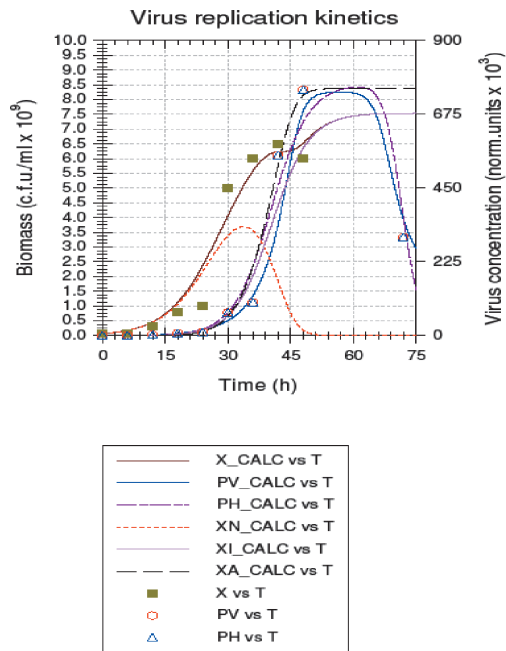 Virus replication kinetics
10.0
9.5
9.0
8.5
8.0
7.5
7.0
6.5
6.0
5.5
5.0
4.5
4.0
3.5
3.0
2.5
2.0
1.5
1.0
0.5
0.0
Biomass (c.f.u./ml x 10⁹)
900
675
450
225
0
Virus concentration (norm.units x 10³)
0 15 30 45 60 75
Time (h)
X_CALC vs T
PV_CALC vs T
PH_CALC vs T
XN_CALC vs T
XI_CALC vs T
XA_CALC vs T
X vs T
PV vs T
PH vs T